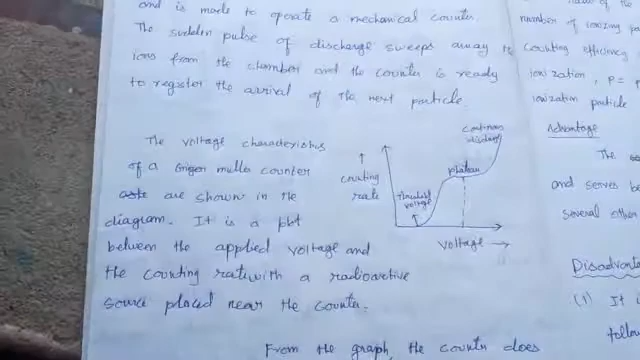 and is made to operate a mechanical counter.
The sudden pulse of discharge sweeps away the
ions from the chamber and the counter is ready
to register the arrival of the next particle.
The voltage characteristics
of a Geiger muller counter
are shown in the
diagram. It is a plot
between the applied voltage and
the counting rate with a radioactive
source placed near the counter.
From the graph, the counter does
↑
counting
rate
Threshold
voltage
plateau
continuous
discharge
voltage →
of the
number of ionizing pa
counting efficiency
ionization, P =
ionization particle
Advantage
The
and serves be
several other
Disadvanta
(1) It
follow